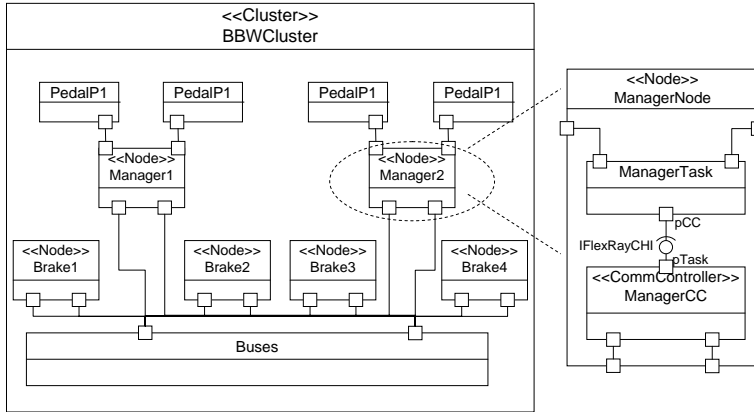 <<Cluster>>
BBWCluster
PedalP1
PedalP1
PedalP1
PedalP1
<<Node>>
Manager1
<<Node>>
Manager2
<<Node>>
Brake1
<<Node>>
Brake2
<<Node>>
Brake3
<<Node>>
Brake4
Buses
<<Node>>
ManagerNode
ManagerTask
pCC
IFlexRayCHI
pTask
<<CommController>>
ManagerCC